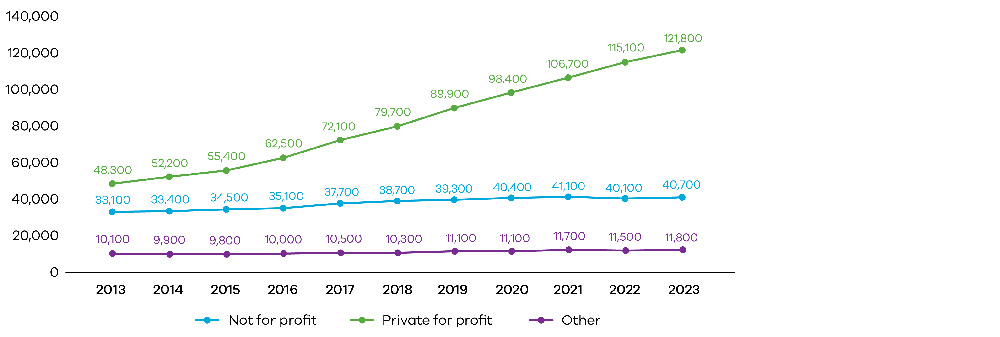 140,000
120,000
100,000
80,000
60,000
40,000
20,000
0
48,300 52,200 55,400 62,500 72,100 79,700 89,900 98,400 106,700 115,100 121,800
33,100 33,400 34,500 35,100 37,700 38,700 39,300 40,400 41,100 40,100 40,700
10,100 9,900 9,800 10,000 10,500 10,300 11,100 11,100 11,700 11,500 11,800
2013 2014 2015 2016 2017 2018 2019 2020 2021 2022 2023
Not for profit Private for profit Other